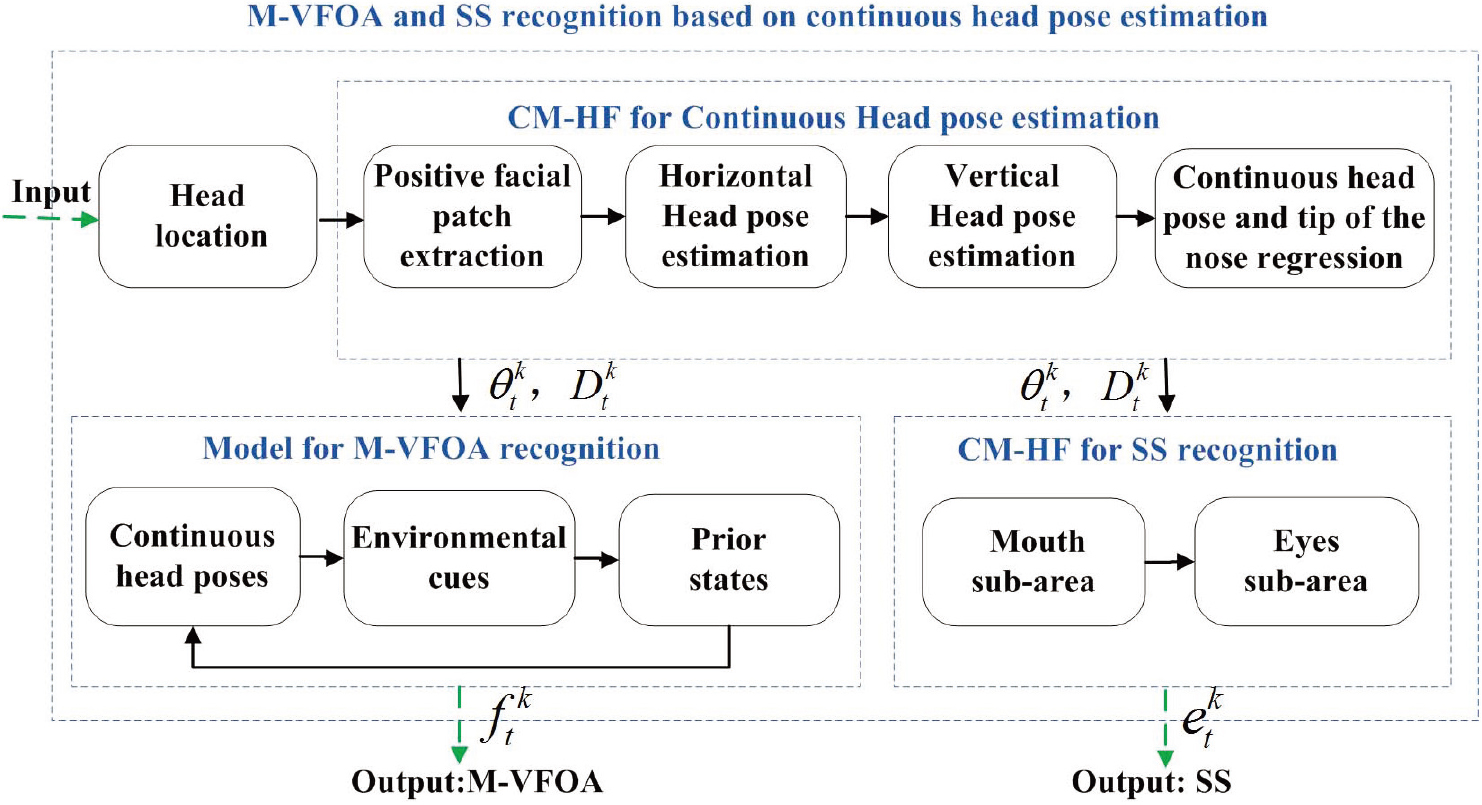 M-VFOA and SS recognition based on continuous head pose estimation
CM-HF for Continuous Head pose estimation
Input
Head
location
Positive facial
patch
extraction
Horizontal
Head pose
estimation
Vertical
Head pose
estimation
Continuous head
pose and tip of the
nose regression
θ_t^k, D_t^k
θ_t^k, D_t^k
Model for M-VFOA recognition
Continuous
head poses
Environmental
cues
Prior
states
CM-HF for SS recognition
Mouth
sub-area
Eyes
sub-area
f_t^k
e_t^k
Output:M-VFOA
Output: SS